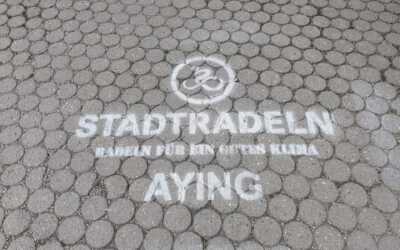 STADTRADELN
RADELN FÜR EIN GUTES KLIMA
AYING